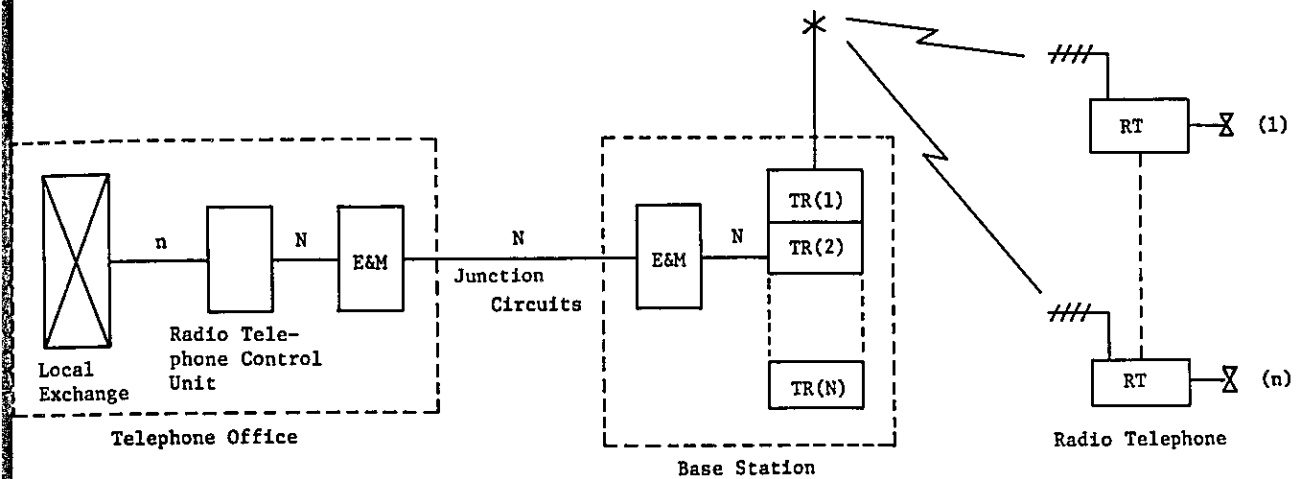 n
N
E&M
Local
Exchange
Radio Tele-
phone Control
Unit
Telephone Office
N
Junction
Circuits
E&M
N
TR(1)
TR(2)
TR(N)
Base Station
RT
(1)
RT
(n)
Radio Telephone